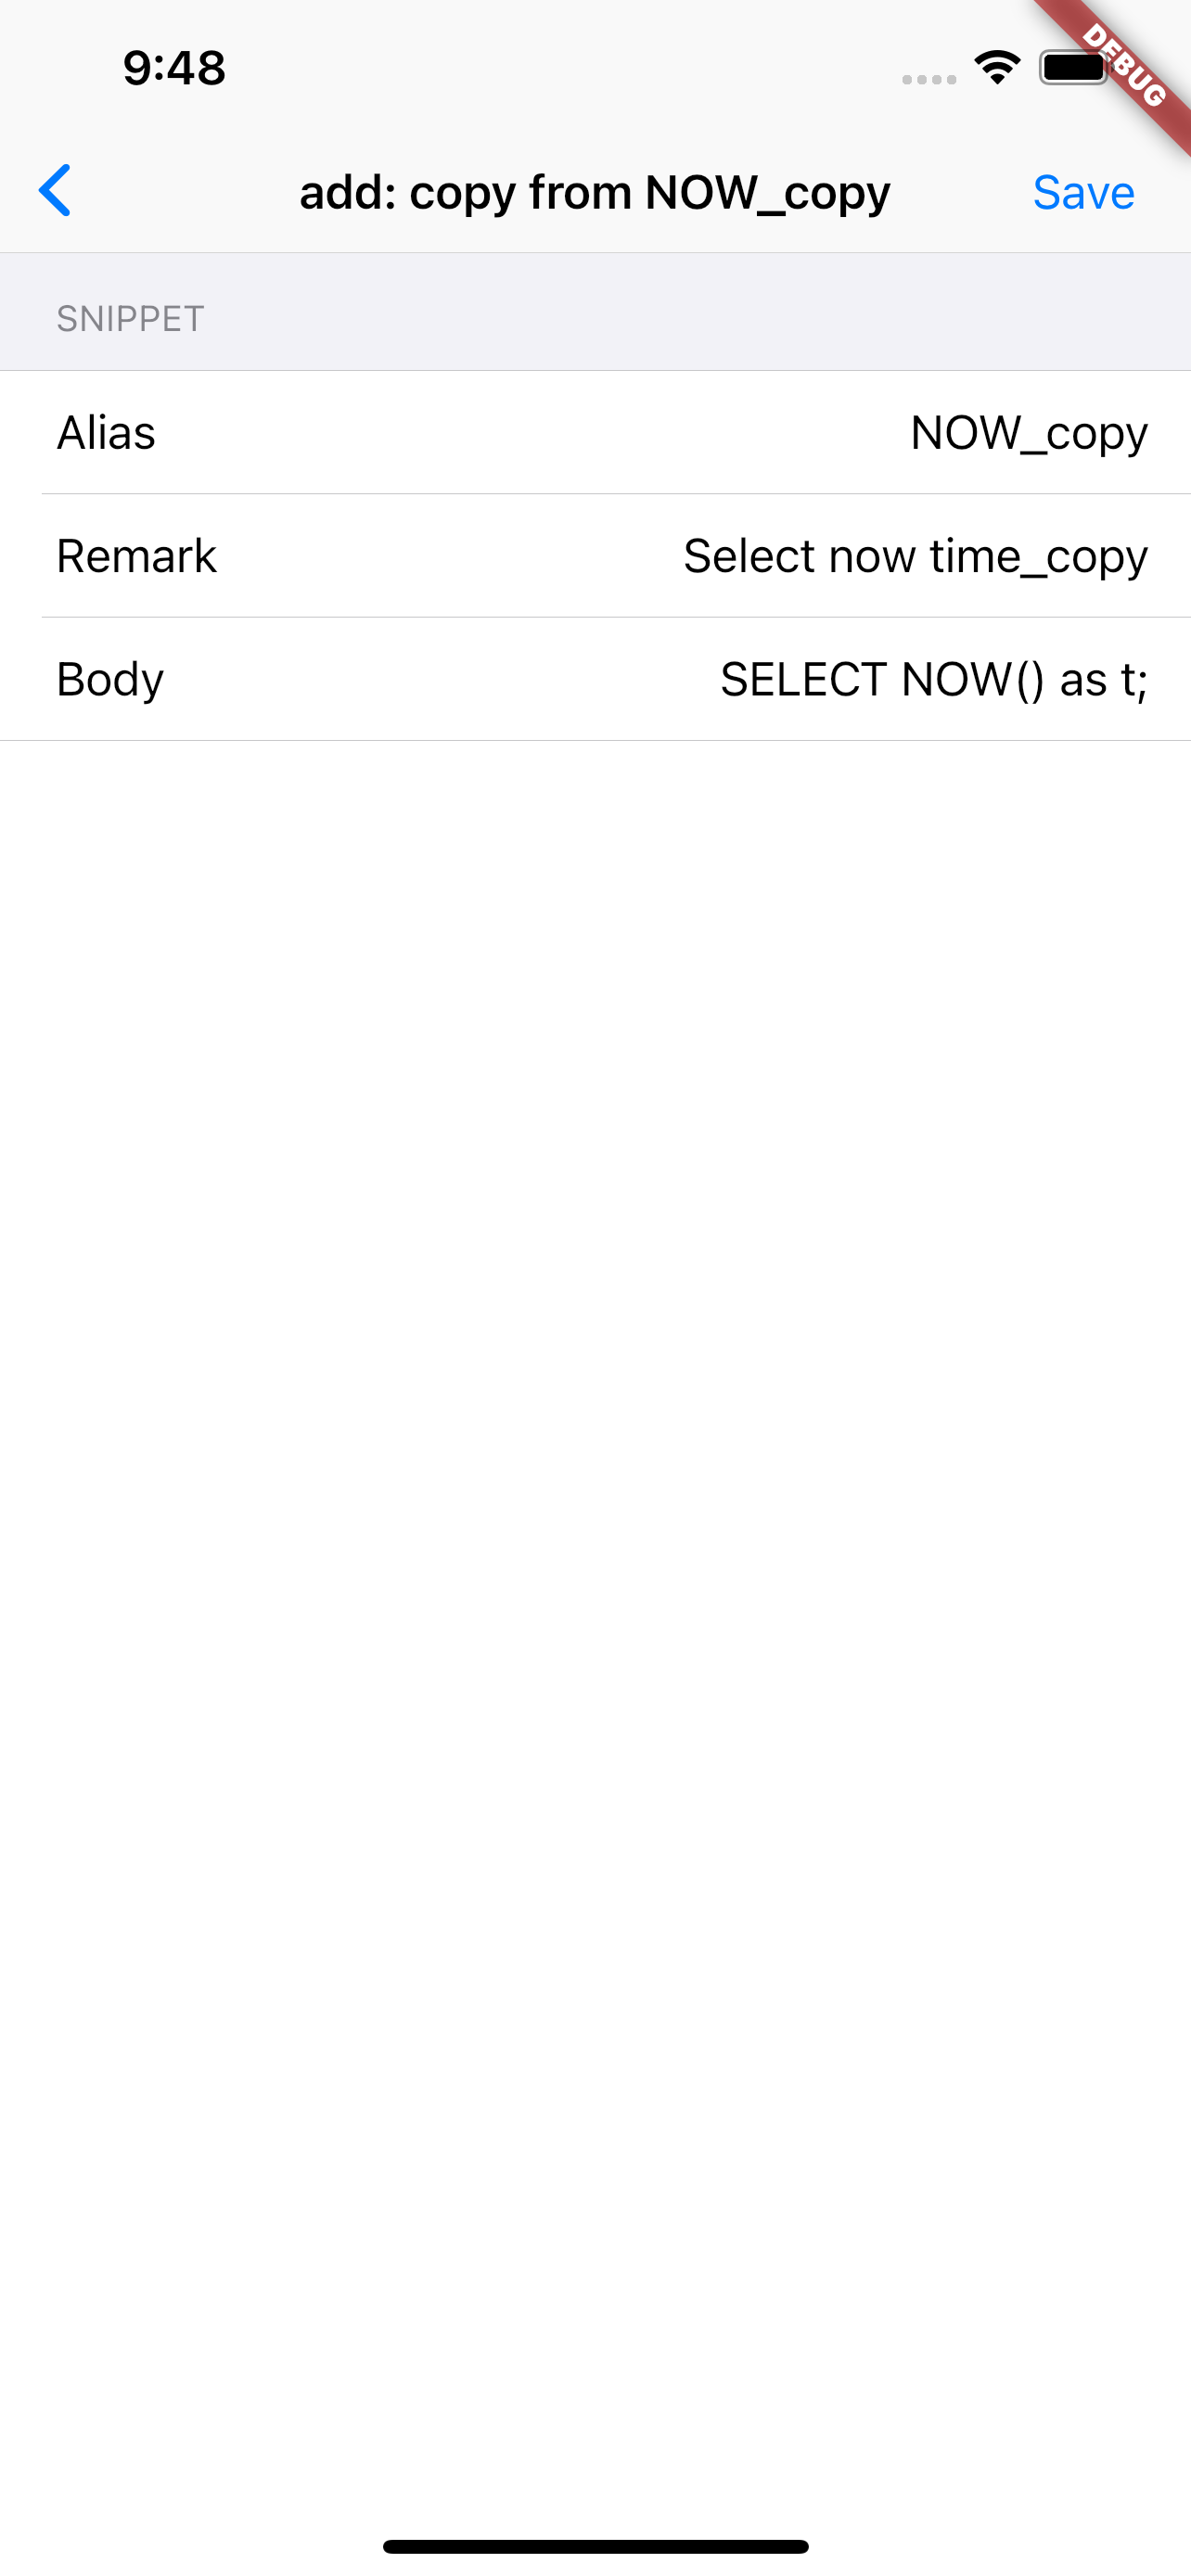 9:48
DEBUG
add: copy from NOW_copy
Save
SNIPPET
Alias
NOW_copy
Remark
Select now time_copy
Body
SELECT NOW() as t;